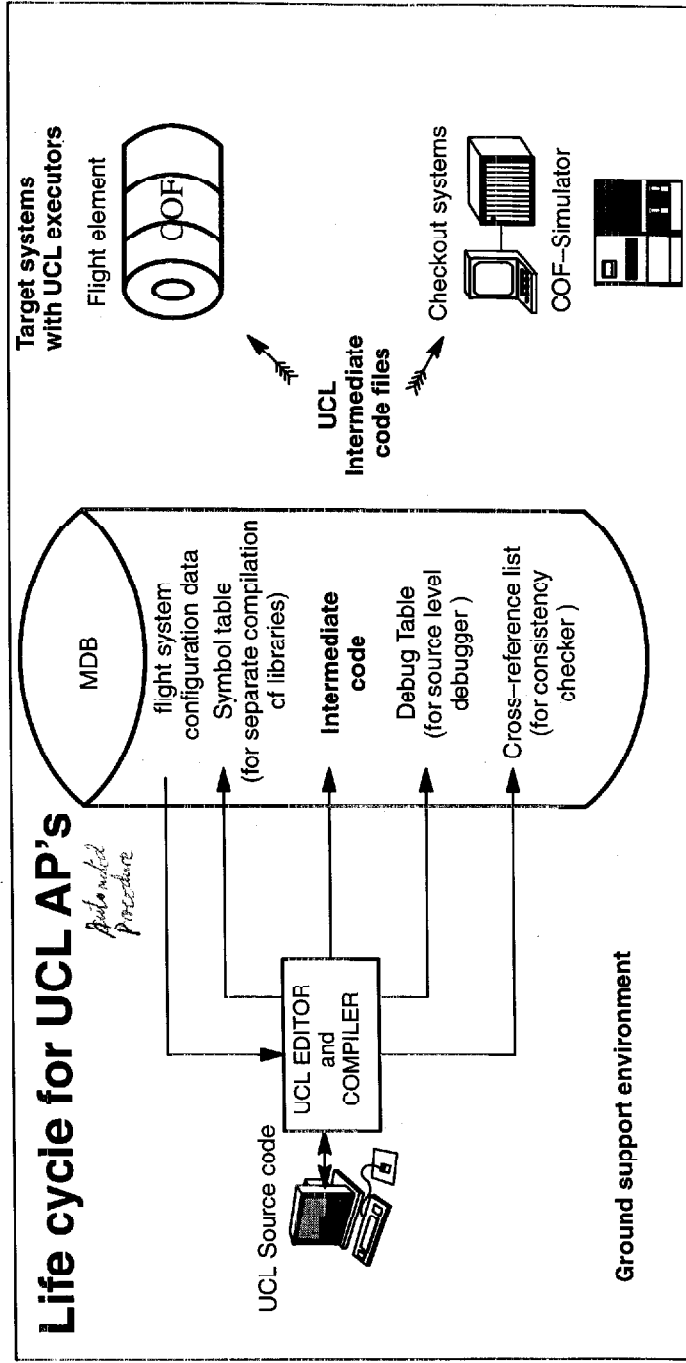 Life cycle for UCL AP's
Automated
Procedure
UCL Source code
UCL EDITOR
and
COMPILER
Ground support environment
MDB
flight system
configuration data
Symbol table
(for separate compilation
of libraries)
Intermediate
code
Debug Table
(for source level
debugger )
Cross-reference list
(for consistency
checker )
UCL
Intermediate
code files
Target systems
with UCL executors
Flight element
COF
Checkout systems
COF-Simulator